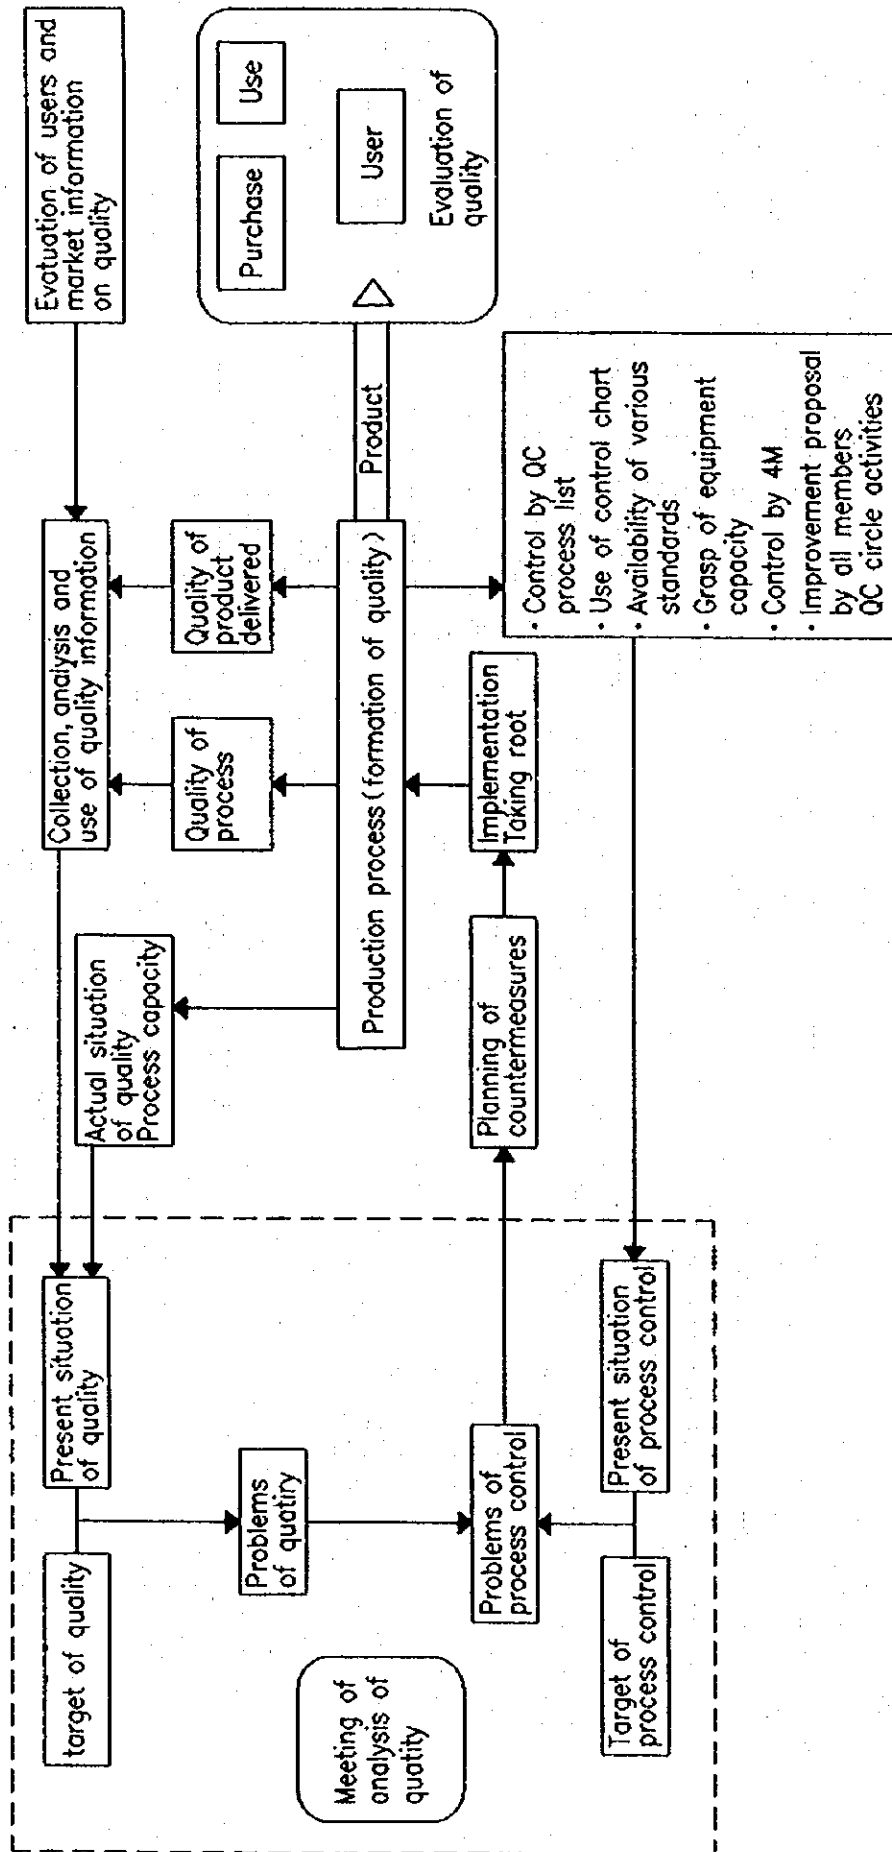 Evatuation of users and
market information
on quality
Collection, analysis and
use of quality information
Actual situation
of quality
Process capacity
Present situation
of quality
target of quality
Purchase
Use
User
Evaluation of
quality
Product
Quality of
product
delivered
Quality of
process
Production process (formation of quality)
Problems
of quatiry
Meeting of
analysis of
quatity
Implementation
Taking root
Planning of
countermeasures
Problems of
process control
· Control by QC
process list
· Use of control chart
· Availability of various
standards
· Grasp of equipment
capacity
· Control by 4M
· Improvement proposal
by all members
QC circle activities
Present situation
of process control
Target of
process control